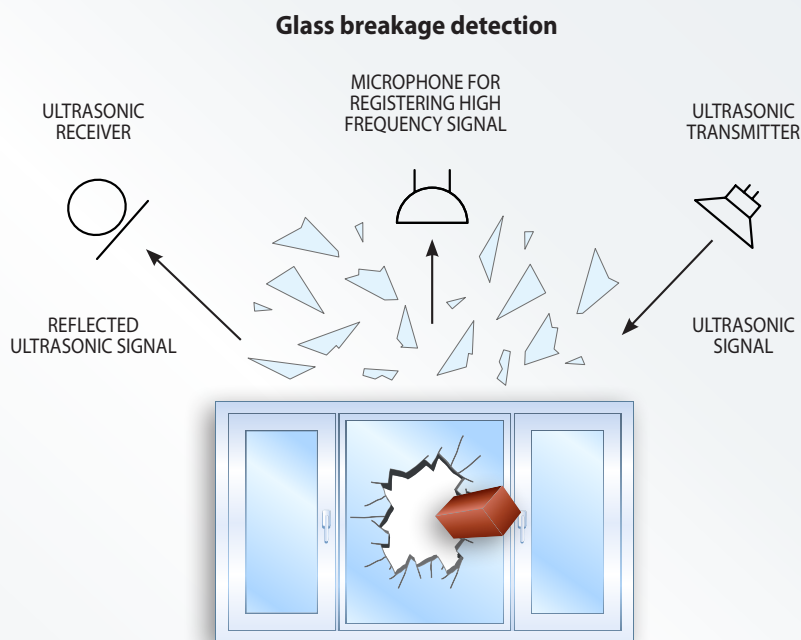 Glass breakage detection
ULTRASONIC
RECEIVER
MICROPHONE FOR
REGISTERING HIGH
FREQUENCY SIGNAL
ULTRASONIC
TRANSMITTER
REFLECTED
ULTRASONIC SIGNAL
ULTRASONIC
SIGNAL